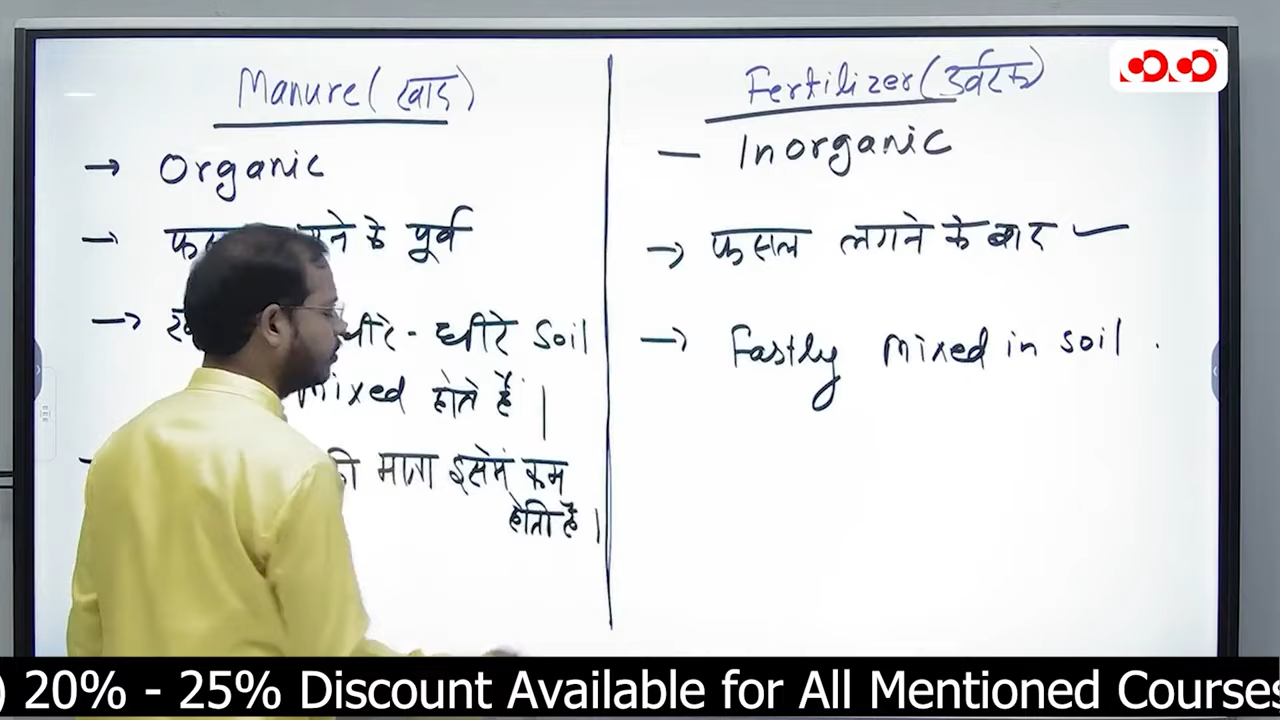 Manure (खाद)
→ Organic
→ के पूर्व
→ धीरे - धीरे Soil
mixed होते है |
की मात्रा इसमें कम
होती है |
Fertilizer (उर्वरक)
— Inorganic
→ फसल लगने के बाद
→ Fastly mixed in soil .
) 20% - 25% Discount Available for All Mentioned Courses